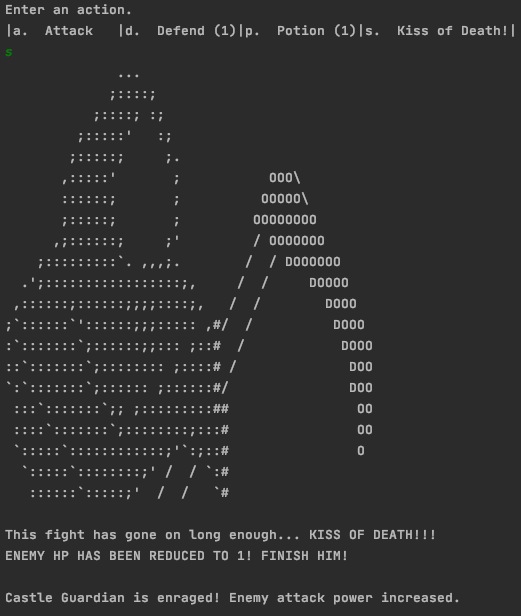 Enter an action.
|a.  Attack   |d.  Defend (1)|p.  Potion (1)|s.  Kiss of Death!|
s
This fight has gone on long enough... KISS OF DEATH!!!
ENEMY HP HAS BEEN REDUCED TO 1! FINISH HIM!
Castle Guardian is enraged! Enemy attack power increased.